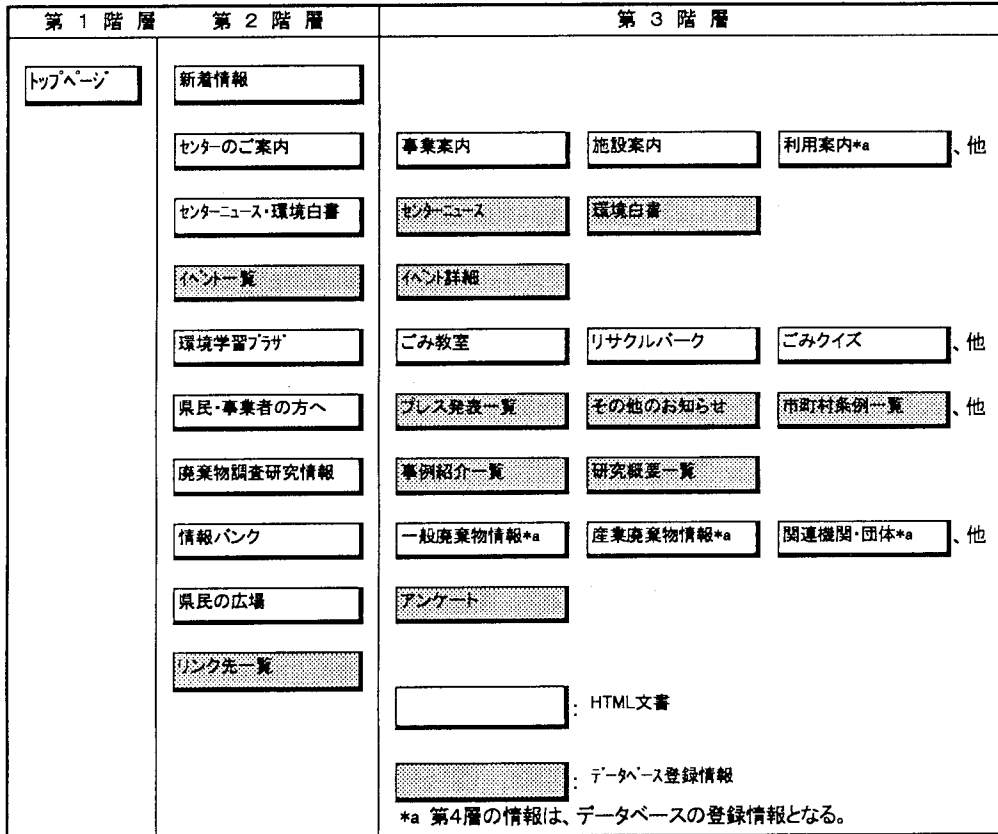 第1階層 第2階層 第3階層
トップページ 新着情報
センターのご案内 事業案内 施設案内 利用案内*a 、他
センターニュース・環境白書 センターニュース 環境白書
イベント一覧 イベント詳細
環境学習プラザ ごみ教室 リサクルパーク ごみクイズ 、他
県民・事業者の方へ プレス発表一覧 その他のお知らせ 市町村条例一覧 、他
廃棄物調査研究情報 事例紹介一覧 研究概要一覧
情報バンク 一般廃棄物情報*a 産業廃棄物情報*a 関連機関・団体*a 、他
県民の広場 アンケート
リンク先一覧
: HTML文書
: データベース登録情報
*a 第4層の情報は、データベースの登録情報となる。